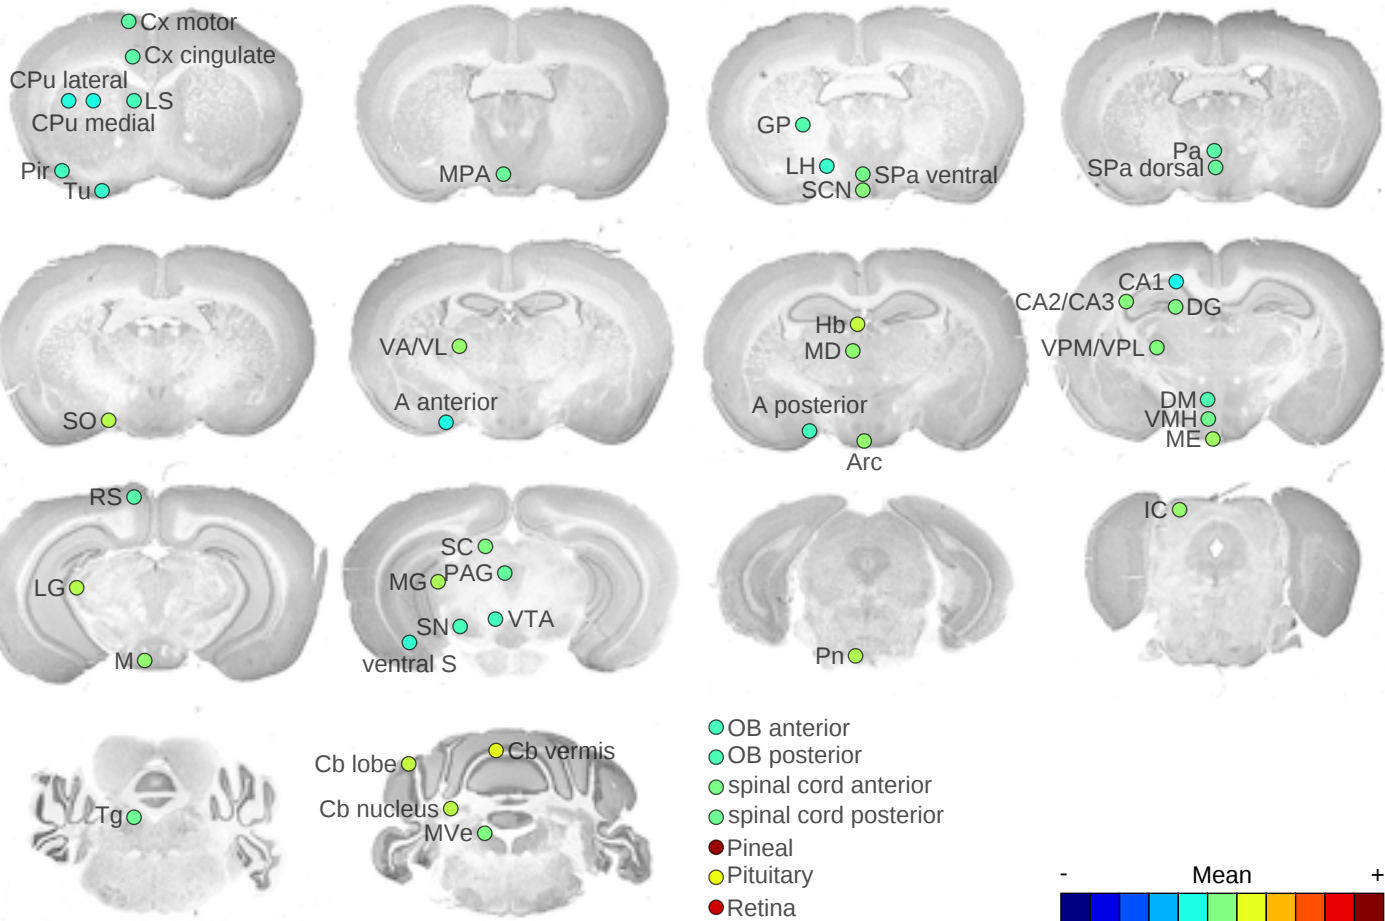 Cx motor
Cx cingulate
CPu lateral
LS
CPu medial
Pir
Tu
MPA
GP
LH
SPa ventral
SCN
Pa
SPa dorsal
SO
VA/VL
A anterior
Hb
MD
A posterior
Arc
CA1
CA2/CA3
DG
VPM/VPL
DM
VMH
ME
RS
LG
M
SC
MG
PAG
SN
VTA
ventral S
Pn
IC
Tg
Cb lobe
Cb vermis
Cb nucleus
MVe
OB anterior
OB posterior
spinal cord anterior
spinal cord posterior
Pineal
Pituitary
Retina
- Mean +